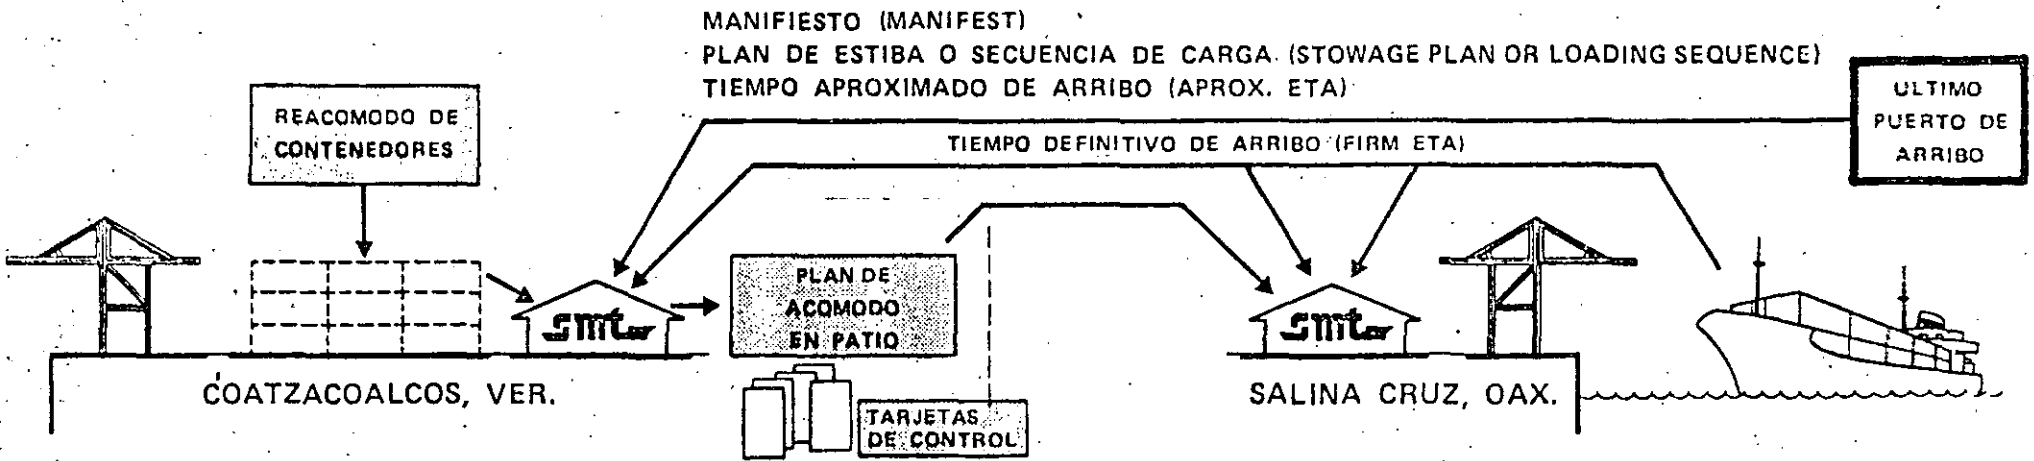 MANIFIESTO (MANIFEST)
PLAN DE ESTIBA O SECUENCIA DE CARGA (STOWAGE PLAN OR LOADING SEQUENCE)
TIEMPO APROXIMADO DE ARRIBO (APROX. ETA)
REACOMODO DE
CONTENEDORES
ULTIMO
PUERTO DE
ARRIBO
TIEMPO DEFINITIVO DE ARRIBO (FIRM ETA)
PLAN DE
ACOMODO
EN PATIO
COATZACOALCOS, VER.
SALINA CRUZ, OAX.
TARJETAS
DE CONTROL